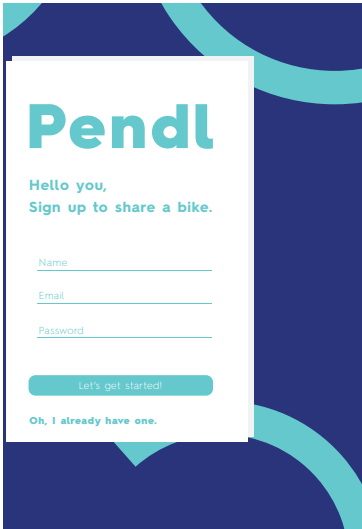 Pendl
Hello you,
Sign up to share a bike.
Name
Email
Password
Let's get started!
Oh, I already have one.